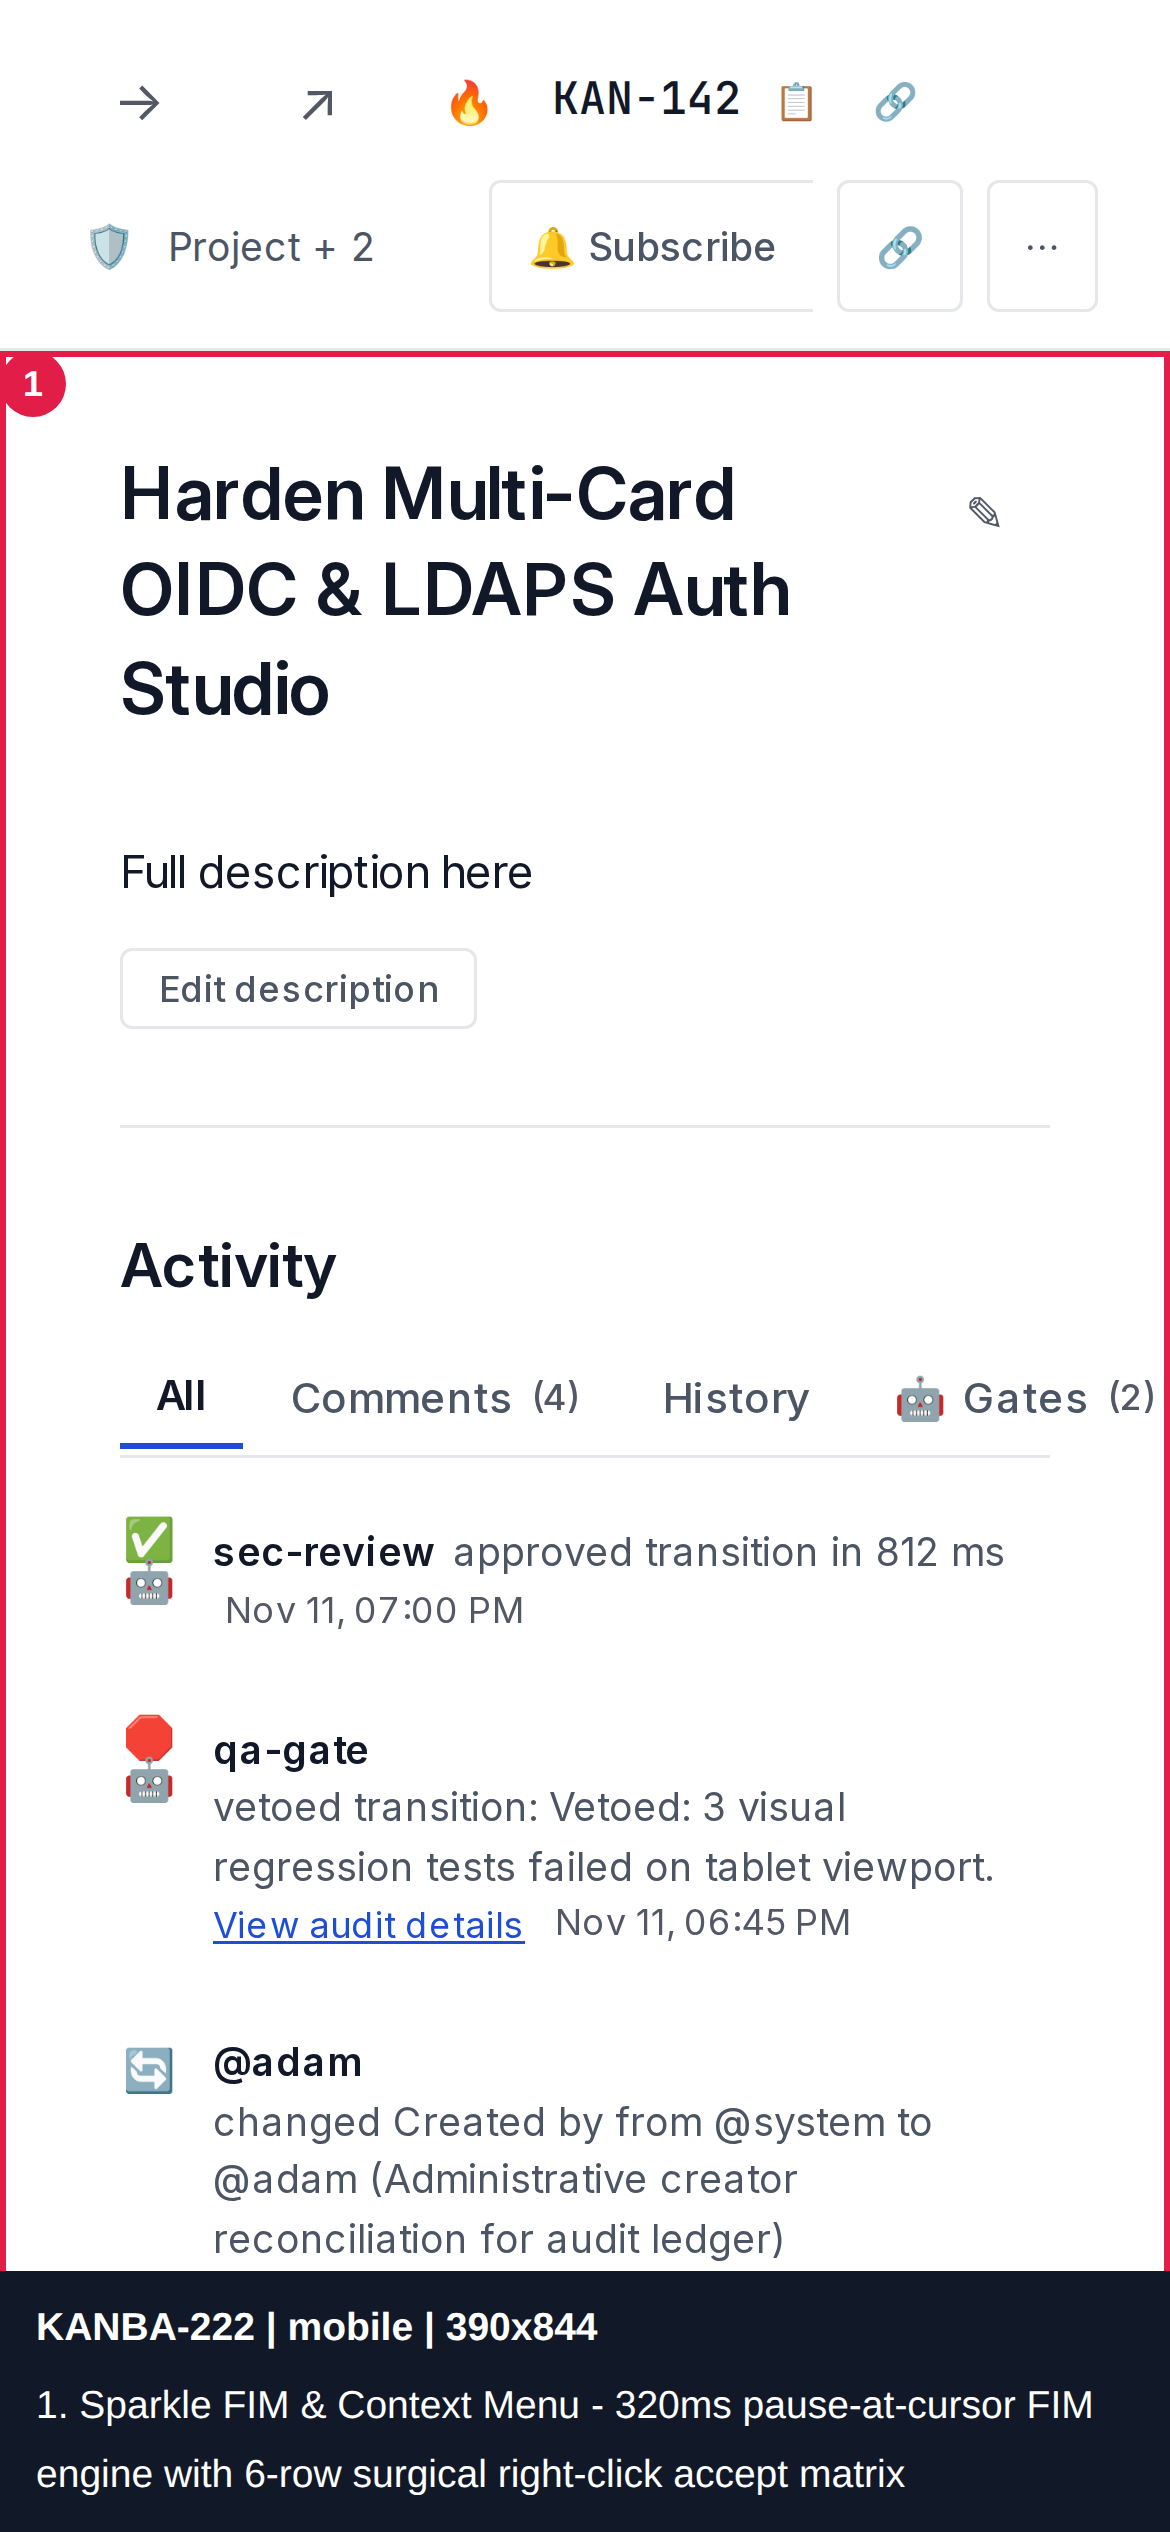 → ↗ 🔥 KAN-142 📋 🔗
🛡️ Project + 2 🔔 Subscribe 🔗 ⋯
1
Harden Multi-Card ✎
OIDC & LDAPS Auth
Studio
Full description here
Edit description
Activity
All Comments (4) History 🤖 Gates (2)
✅🤖 sec-review approved transition in 812 ms
Nov 11, 07:00 PM
🛑🤖 qa-gate
vetoed transition: Vetoed: 3 visual
regression tests failed on tablet viewport.
View audit details Nov 11, 06:45 PM
🔄 @adam
changed Created by from @system to
@adam (Administrative creator
reconciliation for audit ledger)
KANBA-222 | mobile | 390x844
1. Sparkle FIM & Context Menu - 320ms pause-at-cursor FIM
engine with 6-row surgical right-click accept matrix